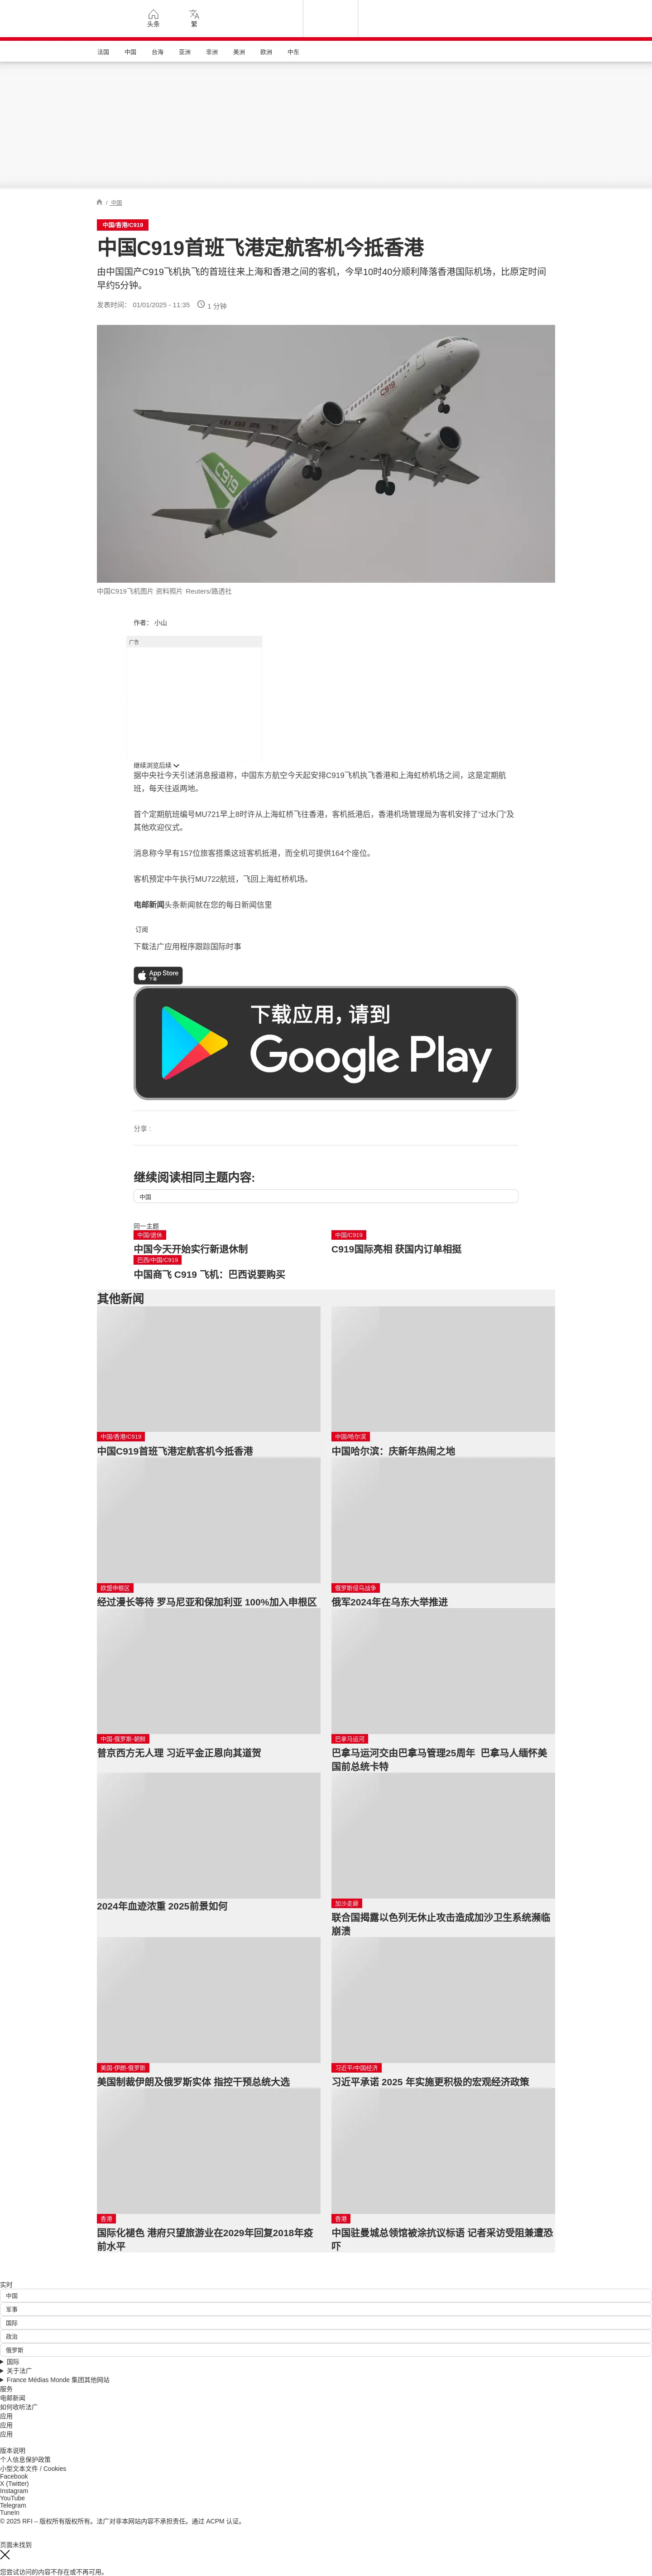 头条
繁
法国
中国
台海
亚洲
非洲
美洲
欧洲
中东
/ 中国
中国/香港/C919
中国C919首班飞港定航客机今抵香港
由中国国产C919飞机执飞的首班往来上海和香港之间的客机，今早10时40分顺利降落香港国际机场，比原定时间
早约5分钟。
发表时间： 01/01/2025 - 11:35
1 分钟
C919
C919
中国C919飞机图片 资料照片 Reuters/路透社
作者： 小山
广告
继续浏览后续
据中央社今天引述消息报道称，中国东方航空今天起安排C919飞机执飞香港和上海虹桥机场之间，这是定期航
班，每天往返两地。
首个定期航班编号MU721早上8时许从上海虹桥飞往香港，客机抵港后，香港机场管理局为客机安排了“过水门”及
其他欢迎仪式。
消息称今早有157位旅客搭乘这班客机抵港，而全机可提供164个座位。
客机预定中午执行MU722航班，飞回上海虹桥机场。
电邮新闻头条新闻就在您的每日新闻信里
订阅
下载法广应用程序跟踪国际时事
App Store
下载
下载应用，请到
Google Play
分享 :
继续阅读相同主题内容:
中国
同一主题
中国/退休
中国今天开始实行新退休制
中国/C919
C919国际亮相 获国内订单相挺
巴西/中国/C919
中国商飞 C919 飞机：巴西说要购买
其他新闻
中国/香港/C919
中国C919首班飞港定航客机今抵香港
中国/哈尔滨
中国哈尔滨：庆新年热闹之地
欧盟申根区
经过漫长等待 罗马尼亚和保加利亚 100%加入申根区
俄罗斯侵乌战争
俄军2024年在乌东大举推进
中国-俄罗斯-朝鲜
普京西方无人理 习近平金正恩向其道贺
巴拿马运河
巴拿马运河交由巴拿马管理25周年  巴拿马人缅怀美
国前总统卡特
2024年血迹浓重 2025前景如何
加沙走廊
联合国揭露以色列无休止攻击造成加沙卫生系统濒临
崩溃
美国-伊朗-俄罗斯
美国制裁伊朗及俄罗斯实体 指控干预总统大选
习近平/中国经济
习近平承诺 2025 年实施更积极的宏观经济政策
香港
国际化褪色 港府只望旅游业在2029年回复2018年疫
前水平
香港
中国驻曼城总领馆被涂抗议标语 记者采访受阻兼遭恐
吓
实时
中国
军事
国际
政治
俄罗斯
国际
关于法广
France Médias Monde 集团其他网站
服务
电邮新闻
如何收听法广
应用
应用
应用
版本说明
个人信息保护政策
小型文本文件 / Cookies
Facebook
X (Twitter)
Instagram
YouTube
Telegram
TuneIn
© 2025 RFI – 版权所有版权所有。法广对非本网站内容不承担责任。通过 ACPM 认证。
页面未找到
您尝试访问的内容不存在或不再可用。